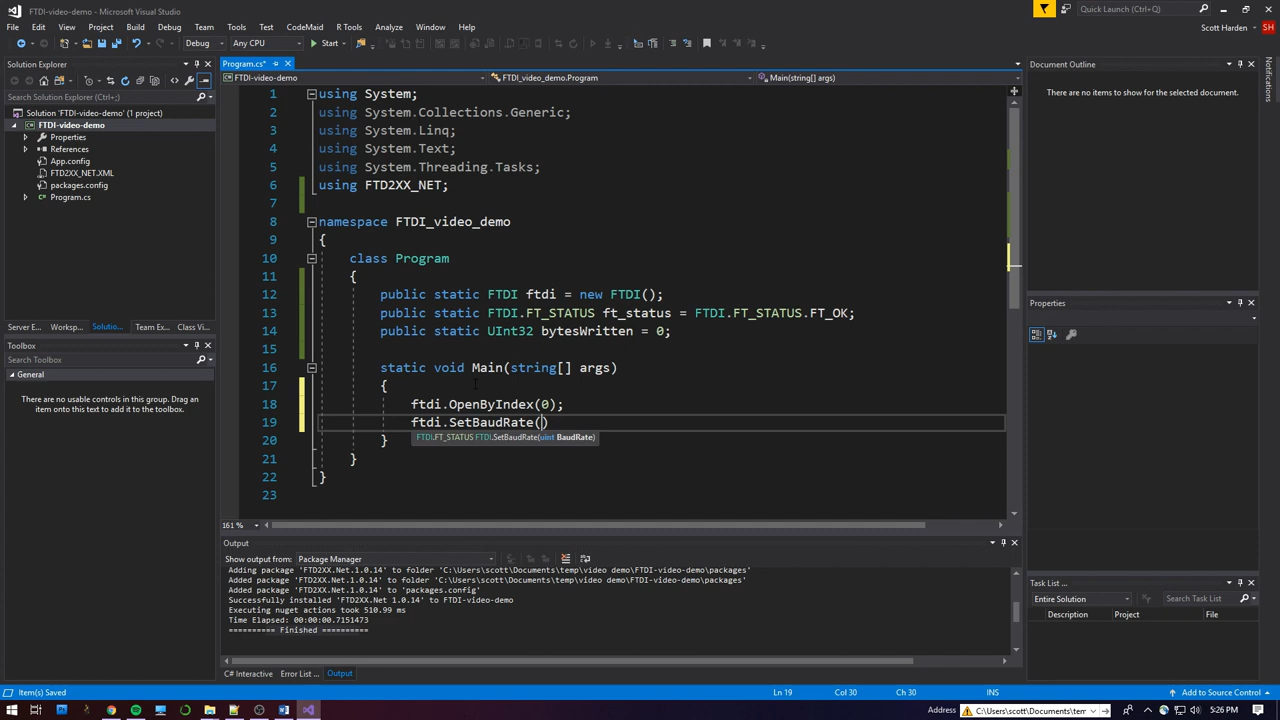 FTDI-video-demo - Microsoft Visual Studio
Quick Launch (Ctrl+Q)
File Edit View Project Build Debug Team Tools Test CodeMaid R Tools Analyze Window Help
Scott Harden SH
Debug Any CPU Start
Solution Explorer
Search Solution Explorer (Ctrl+;)
Solution 'FTDI-video-demo' (1 project)
FTDI-video-demo
Properties
References
App.config
FTD2XX_NET.XML
packages.config
Program.cs
Server E... Worksp... Solutio... Team Ex... Class Vi...
Toolbox
Search Toolbox
General
There are no usable controls in this group. Drag an
item onto this text to add it to the toolbox.
Program.cs*
FTDI-video-demo FTDI_video_demo.Program Main(string[] args)
1 using System;
2 using System.Collections.Generic;
3 using System.Linq;
4 using System.Text;
5 using System.Threading.Tasks;
6 using FTD2XX_NET;
7
8 namespace FTDI_video_demo
9 {
10 class Program
11 {
12 public static FTDI ftdi = new FTDI();
13 public static FTDI.FT_STATUS ft_status = FTDI.FT_STATUS.FT_OK;
14 public static UInt32 bytesWritten = 0;
15
16 static void Main(string[] args)
17 {
18 ftdi.OpenByIndex(0);
19 ftdi.SetBaudRate()
FTDI.FT_STATUS FTDI.SetBaudRate(uint BaudRate)
20 }
21 }
22 }
23
161 %
Output
Show output from: Package Manager
Adding package 'FTD2XX.Net.1.0.14' to folder 'C:\Users\scott\Documents\temp\video demo\FTDI-video-demo\packages'
Added package 'FTD2XX.Net.1.0.14' to folder 'C:\Users\scott\Documents\temp\video demo\FTDI-video-demo\packages'
Added package 'FTD2XX.Net.1.0.14' to 'packages.config'
Successfully installed 'FTD2XX.Net 1.0.14' to FTDI-video-demo
Executing nuget actions took 510.99 ms
Time Elapsed: 00:00:00.7151473
========== Finished ==========
C# Interactive Error List ... Output
Document Outline
There are no items to show for the selected document.
Notifications
Properties
Task List ...
Entire Solution Search Task List
Description Project File
Item(s) Saved Ln 19 Col 30 Ch 30 INS Add to Source Control
Address C:\Users\scott\Documents\temp 5:26 PM